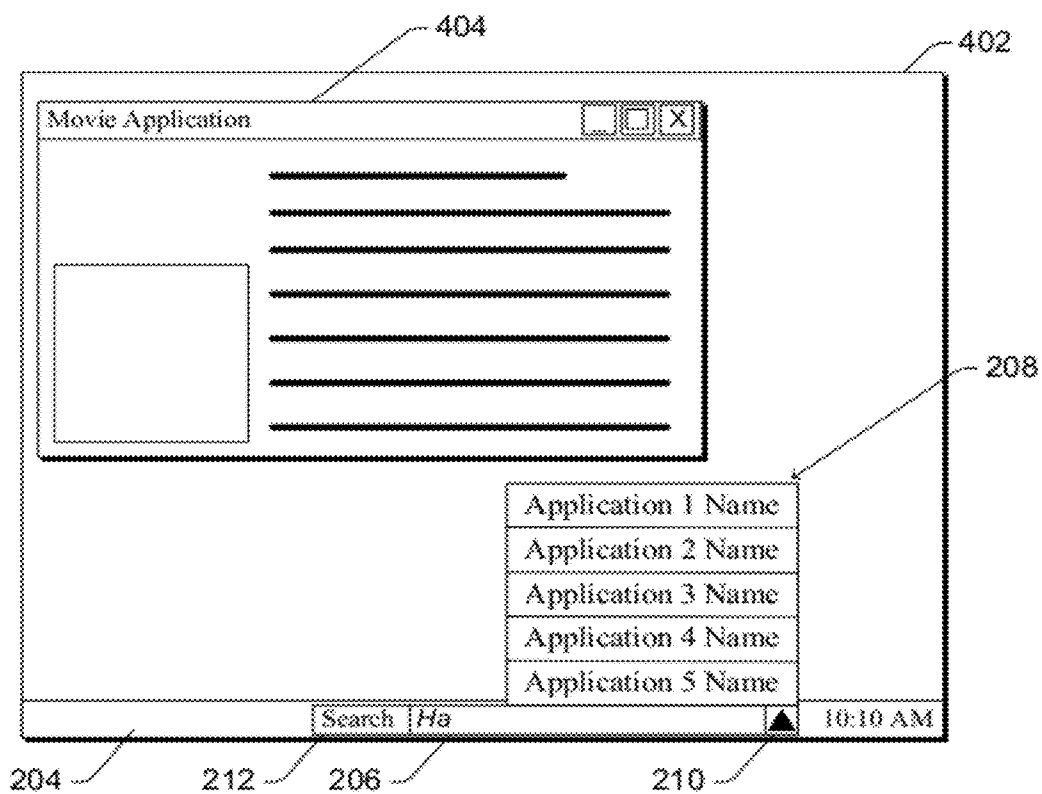 404
402
Movie Application
_ X
208
Application 1 Name
Application 2 Name
Application 3 Name
Application 4 Name
Application 5 Name
Search Ha 10:10 AM
204 212 206 210